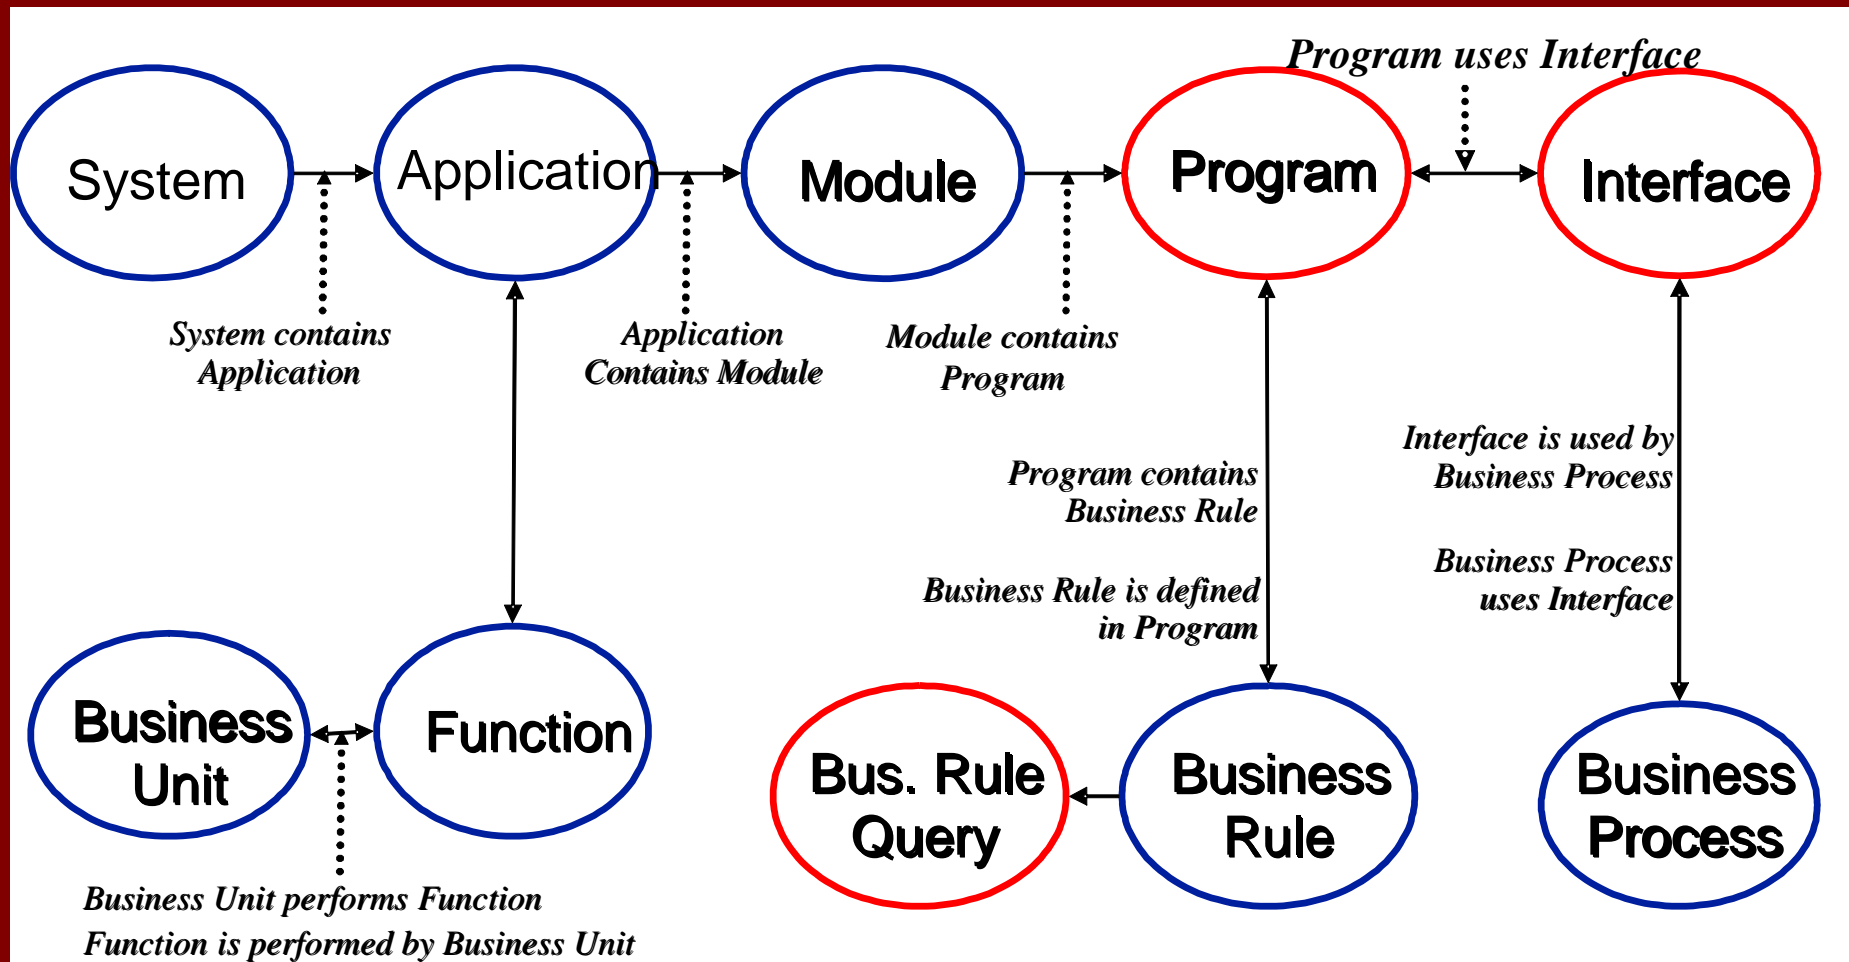 Program uses Interface
System
Application
Module
Program
Interface
System contains
Application
Application
Contains Module
Module contains
Program
Program contains
Business Rule
Business Rule is defined
in Program
Interface is used by
Business Process
Business Process
uses Interface
Business
Unit
Function
Bus. Rule
Query
Business
Rule
Business
Process
Business Unit performs Function
Function is performed by Business Unit